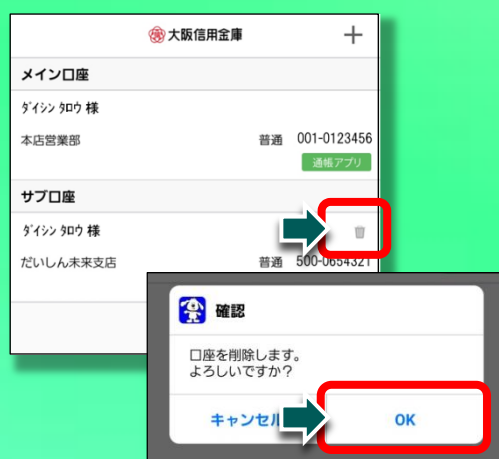 大阪信用金庫
メイン口座
ダイシン タロウ 様
本店営業部 普通 001-0123456
通帳アプリ
サブ口座
ダイシン タロウ 様
だいしん未来支店 普通 500-0654321
確認
口座を削除します。
よろしいですか？
キャンセル OK